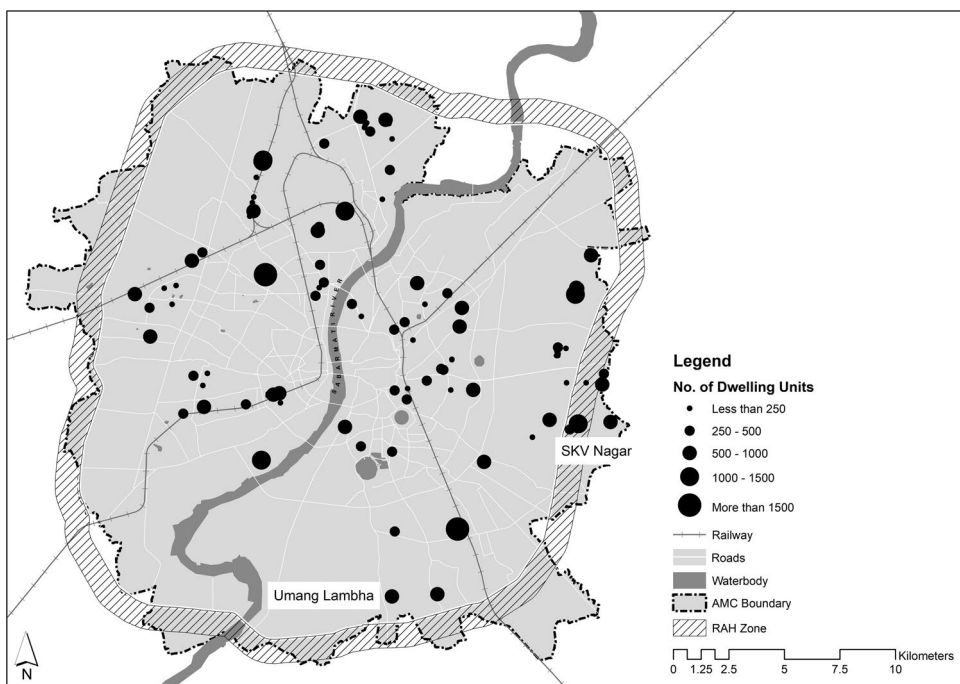 SABARMATI RIVER
SKV Nagar
Umang Lambha
N
Legend
No. of Dwelling Units
Less than 250
250 - 500
500 - 1000
1000 - 1500
More than 1500
Railway
Roads
Waterbody
AMC Boundary
RAH Zone
Kilometers
0 1.25 2.5 5 7.5 10